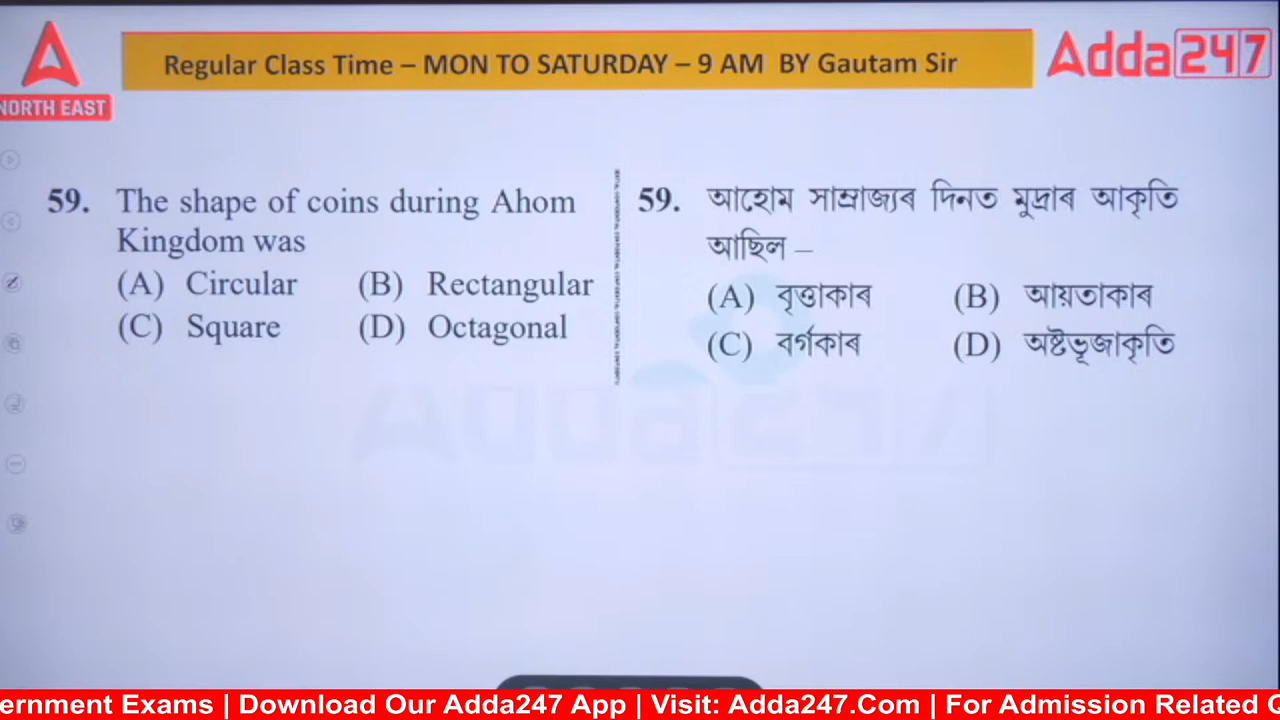 Regular Class Time – MON TO SATURDAY – 9 AM BY Gautam Sir
Adda247
NORTH EAST
59. The shape of coins during Ahom
Kingdom was
(A) Circular (B) Rectangular
(C) Square (D) Octagonal
59. আহোম সাম্ৰাজ্যৰ দিনত মুদ্ৰাৰ আকৃতি
আছিল –
(A) বৃত্তাকাৰ (B) আয়তাকাৰ
(C) বৰ্গকাৰ (D) অষ্টভূজাকৃতি
ernment Exams | Download Our Adda247 App | Visit: Adda247.Com | For Admission Related